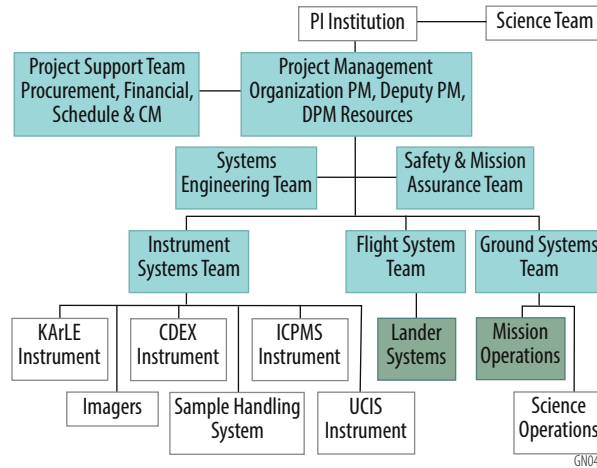 PI Institution
Science Team
Project Support Team
Procurement, Financial,
Schedule & CM
Project Management
Organization PM, Deputy PM,
DPM Resources
Systems
Engineering Team
Safety & Mission
Assurance Team
Instrument
Systems Team
Flight System
Team
Ground Systems
Team
KArLE
Instrument
CDEX
Instrument
ICPMS
Instrument
Lander
Systems
Mission
Operations
Imagers
Sample Handling
System
UCIS
Instrument
Science
Operations
GN04